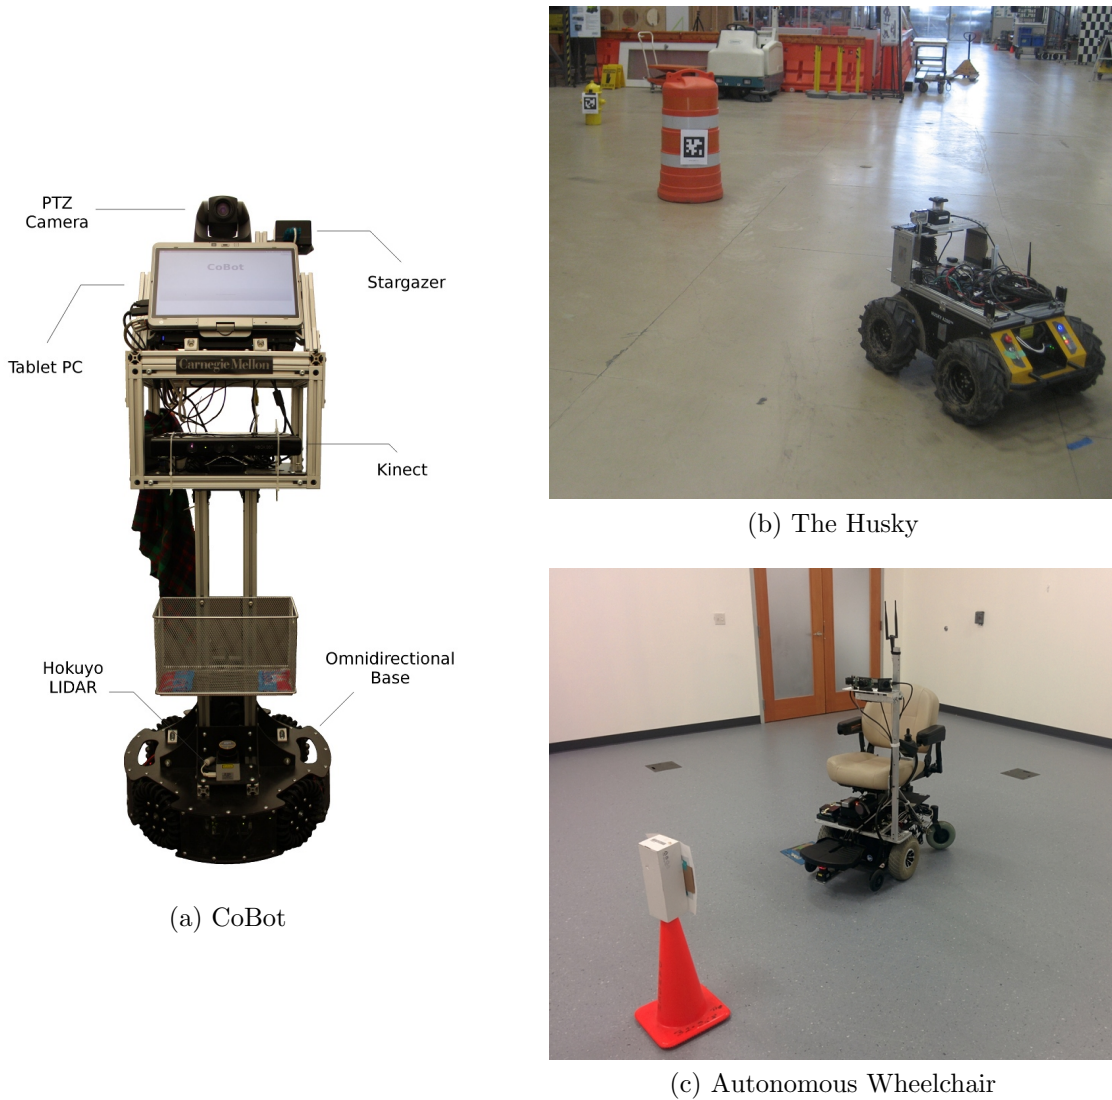 PTZ
Camera
Stargazer
CoBot
Tablet PC
Carnegie Mellon
Kinect
Hokuyo
LIDAR
Omnidirectional
Base
(a) CoBot
(b) The Husky
(c) Autonomous Wheelchair